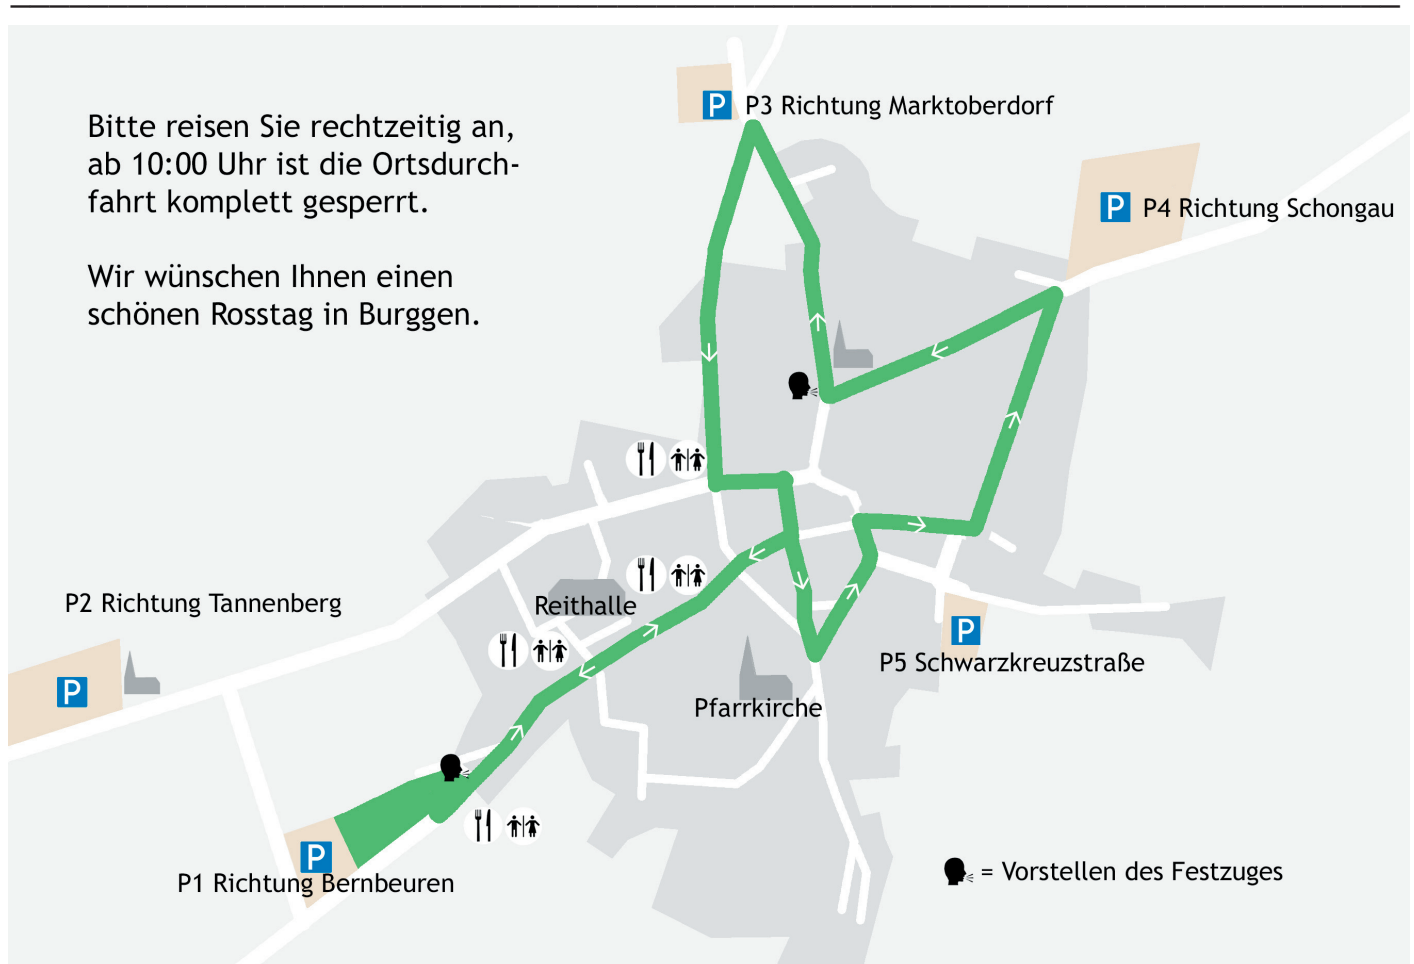 Bitte reisen Sie rechtzeitig an,
ab 10:00 Uhr ist die Ortsdurch-
fahrt komplett gesperrt.
Wir wünschen Ihnen einen
schönen Rosstag in Burggen.
P P3 Richtung Marktoberdorf
P P4 Richtung Schongau
P2 Richtung Tannenberg
P
Reithalle
P
P5 Schwarzkreuzstraße
Pfarrkirche
P
P1 Richtung Bernbeuren
= Vorstellen des Festzuges